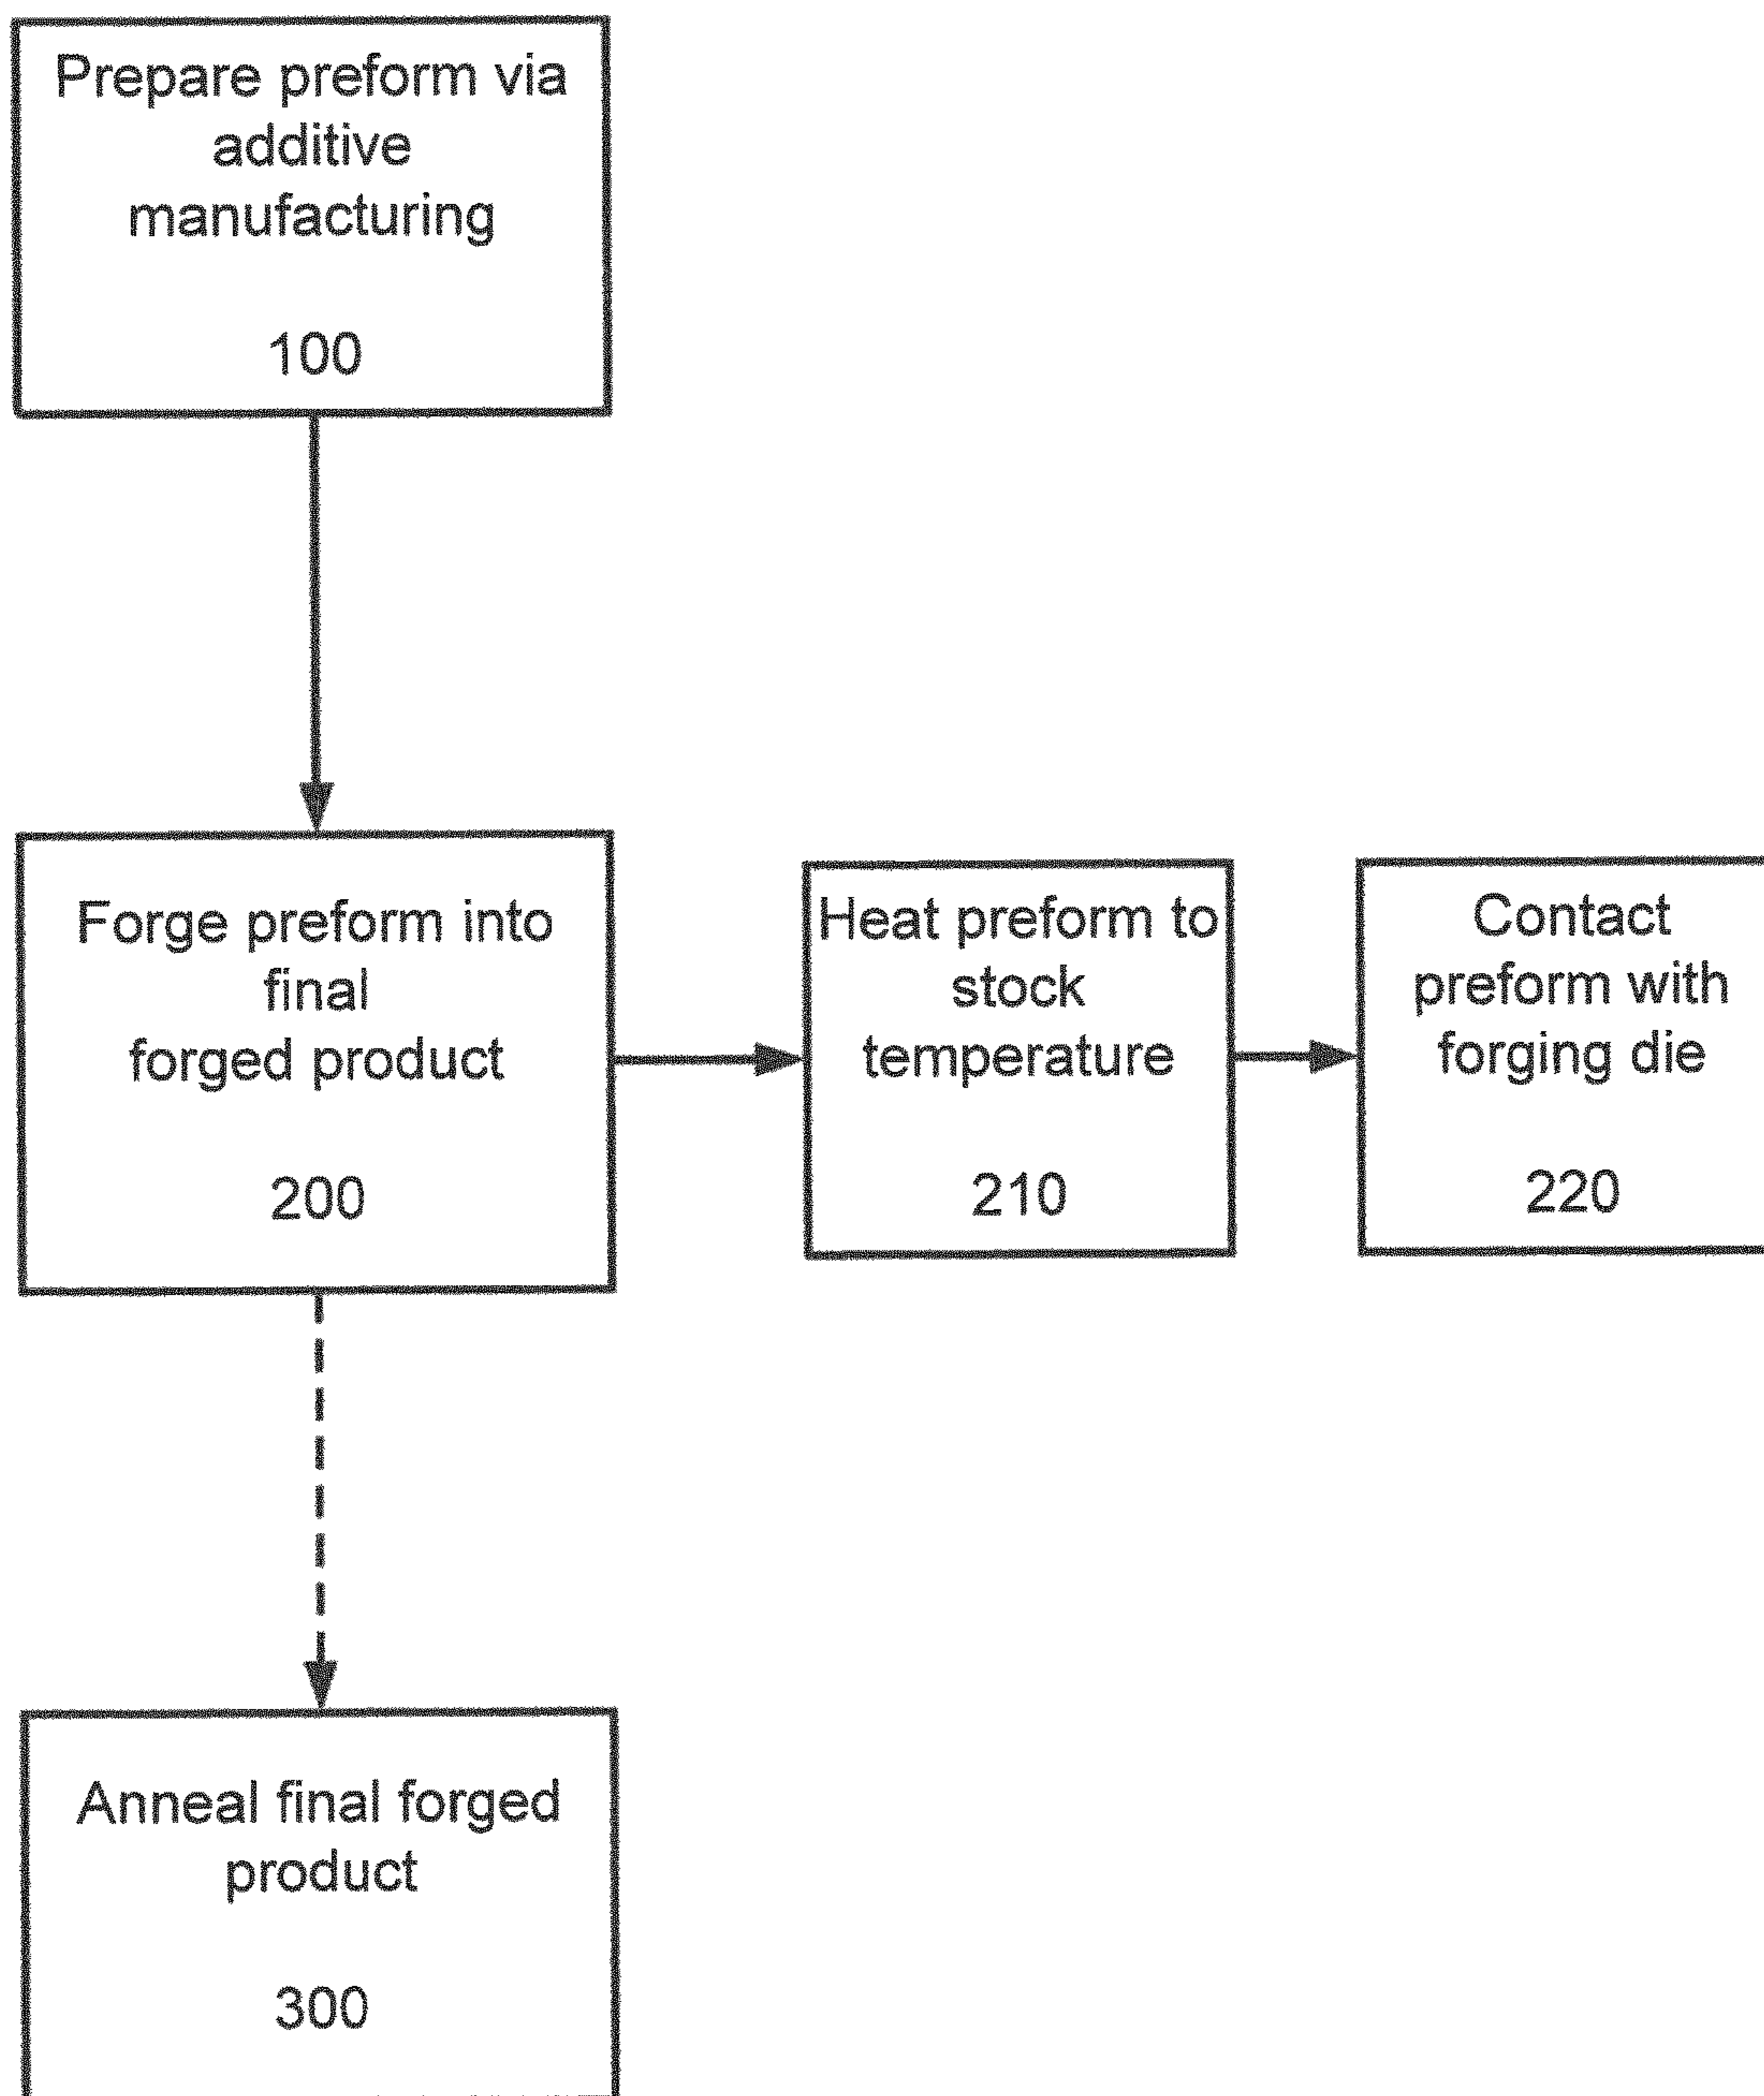 Prepare preform via
additive
manufacturing
100
Forge preform into
final
forged product
200
Heat preform to
stock
temperature
210
Contact
preform with
forging die
220
Anneal final forged
product
300